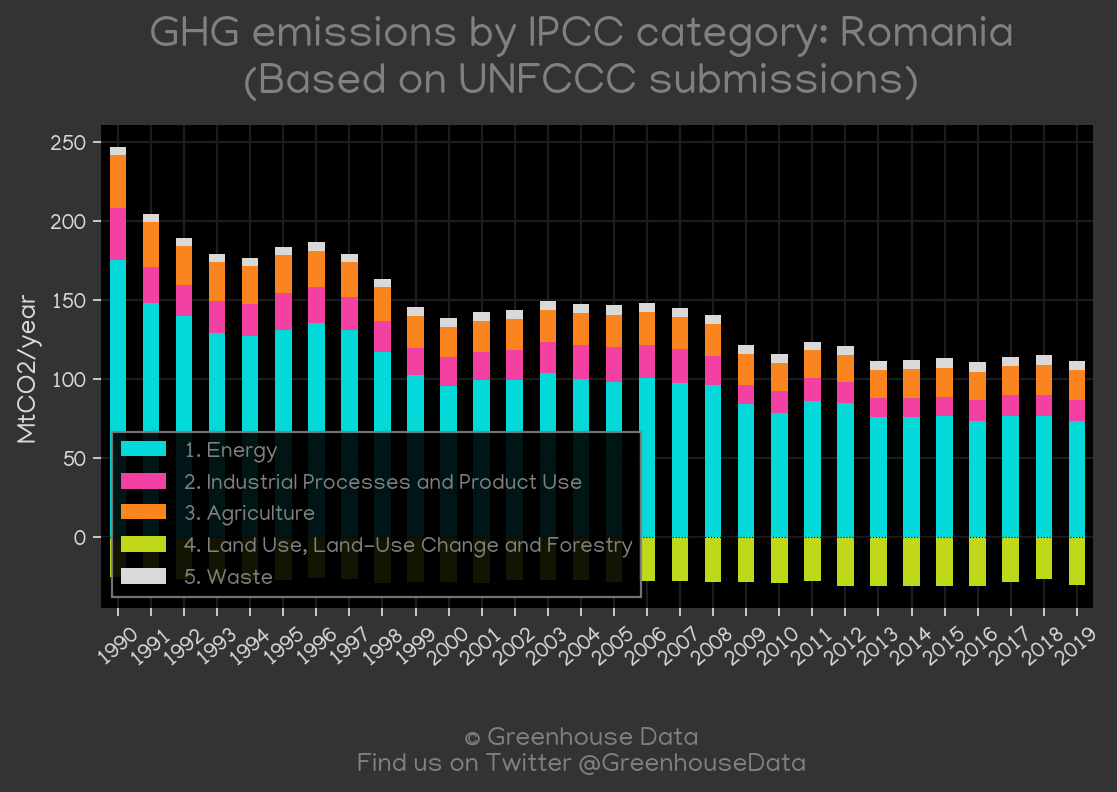 GHG emissions by IPCC category: Romania
(Based on UNFCCC submissions)
MtCO2/year
250
200
150
100
50
0
1. Energy
2. Industrial Processes and Product Use
3. Agriculture
4. Land Use, Land-Use Change and Forestry
5. Waste
1990 1991 1992 1993 1994 1995 1996 1997 1998 1999 2000 2001 2002 2003 2004 2005 2006 2007 2008 2009 2010 2011 2012 2013 2014 2015 2016 2017 2018 2019
© Greenhouse Data
Find us on Twitter @GreenhouseData